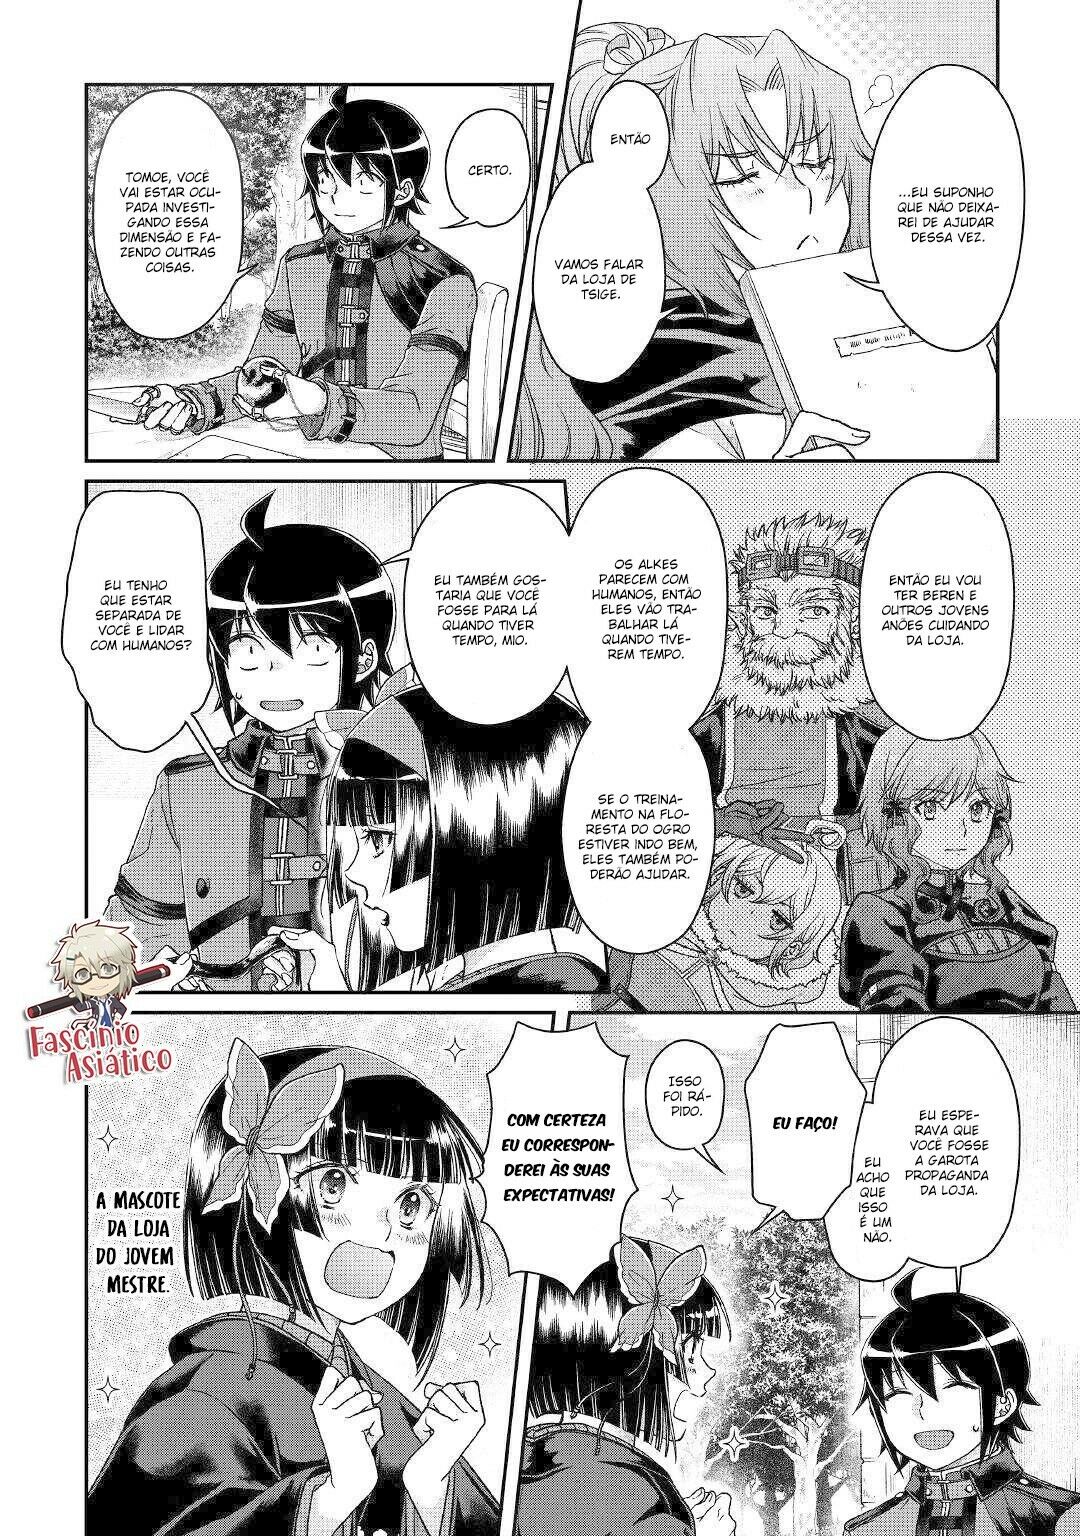 ...EU SUPONHO
QUE NÃO DEIXA-
REI DE AJUDAR
DESSA VEZ.
ENTÃO
VAMOS FALAR
DA LOJA DE
TSIGE.
CERTO.
TOMOE, VOCÊ
VAI ESTAR OCU-
PADA INVESTI-
GANDO ESSA
DIMENSÃO E FA-
ZENDO OUTRAS
COISAS.
ENTÃO EU VOU
TER BEREN E
OUTROS JOVENS
ANÕES CUIDANDO
DA LOJA.
OS ALKES
PARECEM COM
HUMANOS, ENTÃO
ELES VÃO TRA-
BALHAR LÁ
QUANDO TIVE-
REM TEMPO.
SE O TREINA-
MENTO NA FLO-
RESTA DO OGRO
ESTIVER INDO BEM,
ELES TAMBÉM PO-
DERÃO AJUDAR.
EU TAMBÉM GOS-
TARIA QUE VOCÊ
FOSSE PARA LÁ
QUANDO TIVER
TEMPO, MIO.
EU TENHO
QUE ESTAR
SEPARADA DE
VOCÊ E LIDAR
COM HUMANOS?
EU ESPE-
RAVA QUE
VOCÊ FOSSE
A GAROTA
PROPAGANDA
DA LOJA.
EU
ACHO
QUE
ISSO
É UM
NÃO.
EU FAÇO!
ISSO
FOI RÁ-
PIDO.
COM CERTEZA
EU CORRESPON-
DEREI ÀS SUAS
EXPECTATIVAS!
A MASCOTE
DA LOJA
DO JOVEM
MESTRE.
Fascínio
Asiático